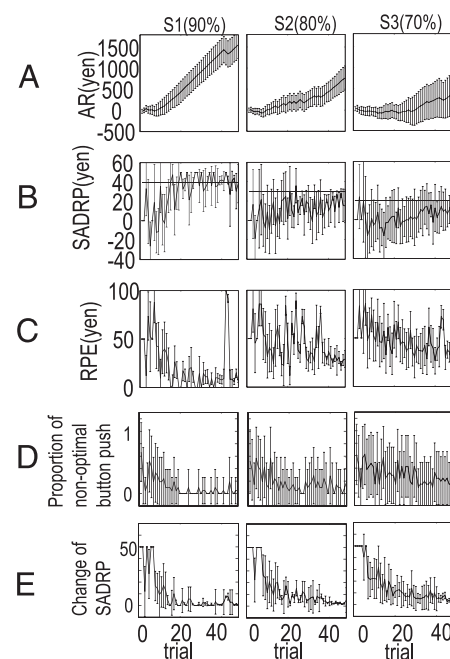 S1(90%) S2(80%) S3(70%)
A
AR(yen)
1500
1000
500
0
-500
B
SADRP(yen)
60
40
20
0
-20
-40
C
RPE(yen)
100
50
0
D
Proportion of
non-optimal
button push
1
0
E
Change of
SADRP
50
0
0 20 40 0 20 40 0 20 40
trial trial trial